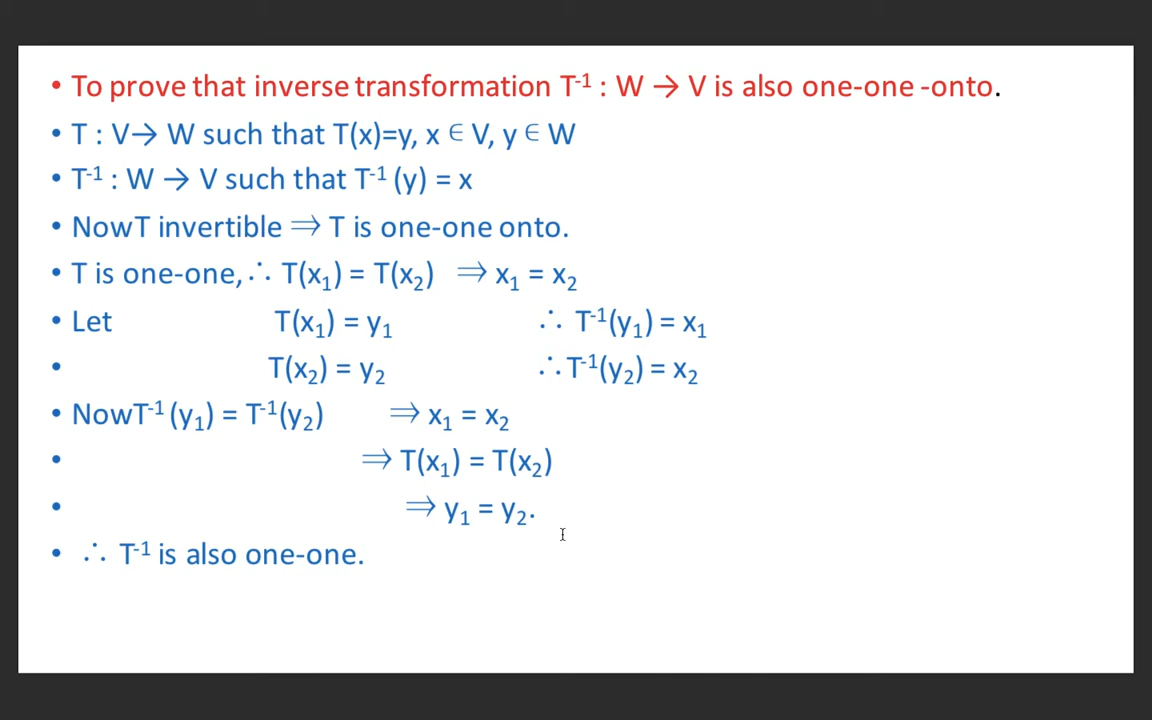 • To prove that inverse transformation T⁻¹ : W → V is also one-one -onto.
• T : V→ W such that T(x)=y, x ∈ V, y ∈ W
• T⁻¹ : W → V such that T⁻¹ (y) = x
• NowT invertible ⇒ T is one-one onto.
• T is one-one, ∴ T(x₁) = T(x₂) ⇒ x₁ = x₂
• Let T(x₁) = y₁ ∴ T⁻¹(y₁) = x₁
• T(x₂) = y₂ ∴ T⁻¹(y₂) = x₂
• NowT⁻¹ (y₁) = T⁻¹(y₂) ⇒ x₁ = x₂
• ⇒ T(x₁) = T(x₂)
• ⇒ y₁ = y₂.
• ∴ T⁻¹ is also one-one.